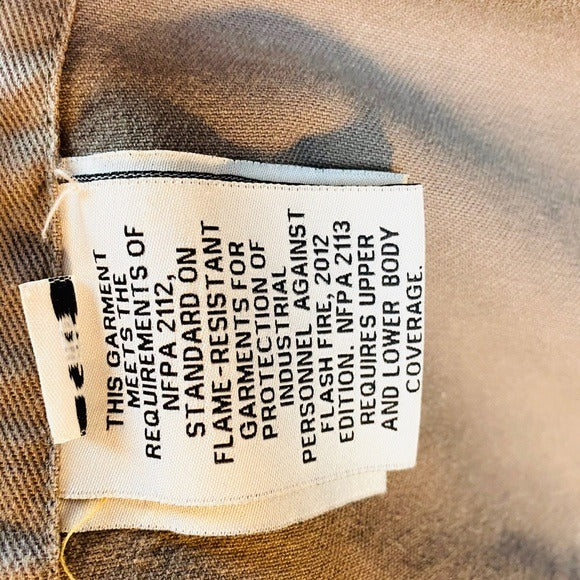 THIS GARMENT
MEETS THE
REQUIREMENTS OF
NFPA 2112,
STANDARD ON
FLAME-RESISTANT
GARMENTS FOR
PROTECTION OF
INDUSTRIAL
PERSONNEL AGAINST
FLASH FIRE, 2012
EDITION. NFPA 2113
REQUIRES UPPER
AND LOWER BODY
COVERAGE.